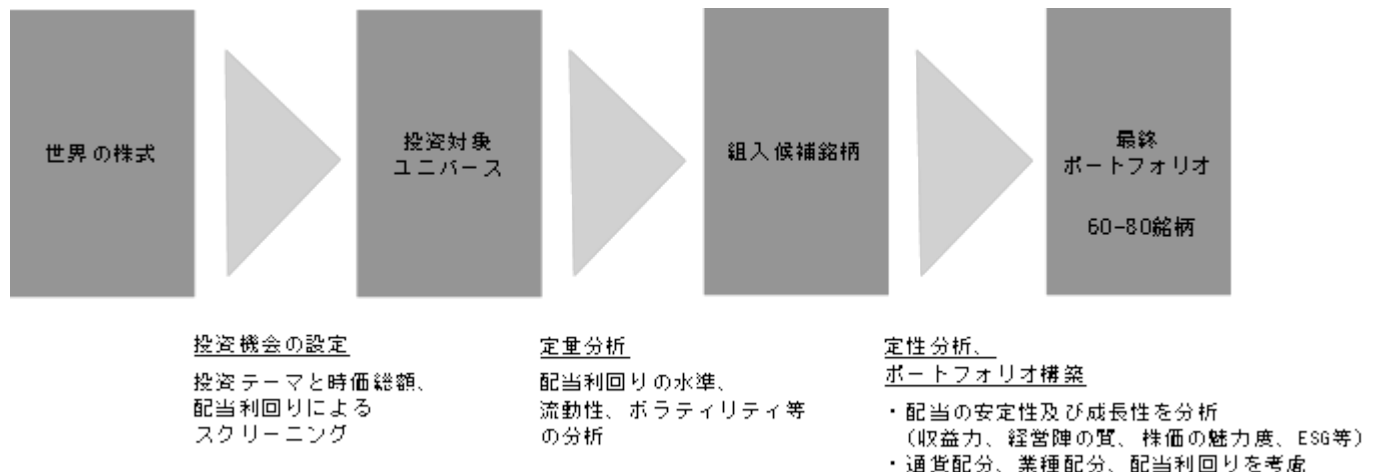 世界の株式
投資対象
ユニバース
組入候補銘柄
最終
ポートフォリオ
60-80銘柄
投資機会の設定
投資テーマと時価総額、
配当利回りによる
スクリーニング
定量分析
配当利回りの水準、
流動性、ボラティリティ等
の分析
定性分析、
ポートフォリオ構築
・配当の安定性及び成長性を分析
（収益力、経営陣の質、株価の魅力度、ESG等）
・通貨配分、業種配分、配当利回りを考慮